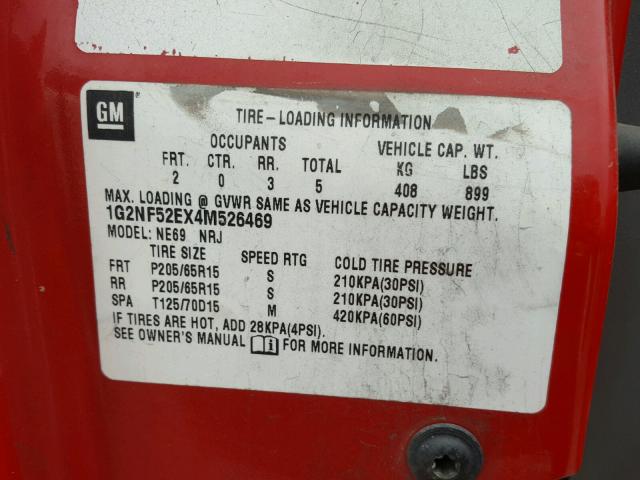 GM
TIRE-LOADING INFORMATION
OCCUPANTS VEHICLE CAP. WT.
FRT. CTR. RR. TOTAL KG LBS
2 0 3 5 408 899
MAX. LOADING @ GVWR SAME AS VEHICLE CAPACITY WEIGHT.
1G2NF52EX4M526469
MODEL: NE69 NRJ
TIRE SIZE SPEED RTG COLD TIRE PRESSURE
FRT P205/65R15 S 210KPA(30PSI)
RR P205/65R15 S 210KPA(30PSI)
SPA T125/70D15 M 420KPA(60PSI)
IF TIRES ARE HOT, ADD 28KPA(4PSI).
SEE OWNER'S MANUAL FOR MORE INFORMATION.